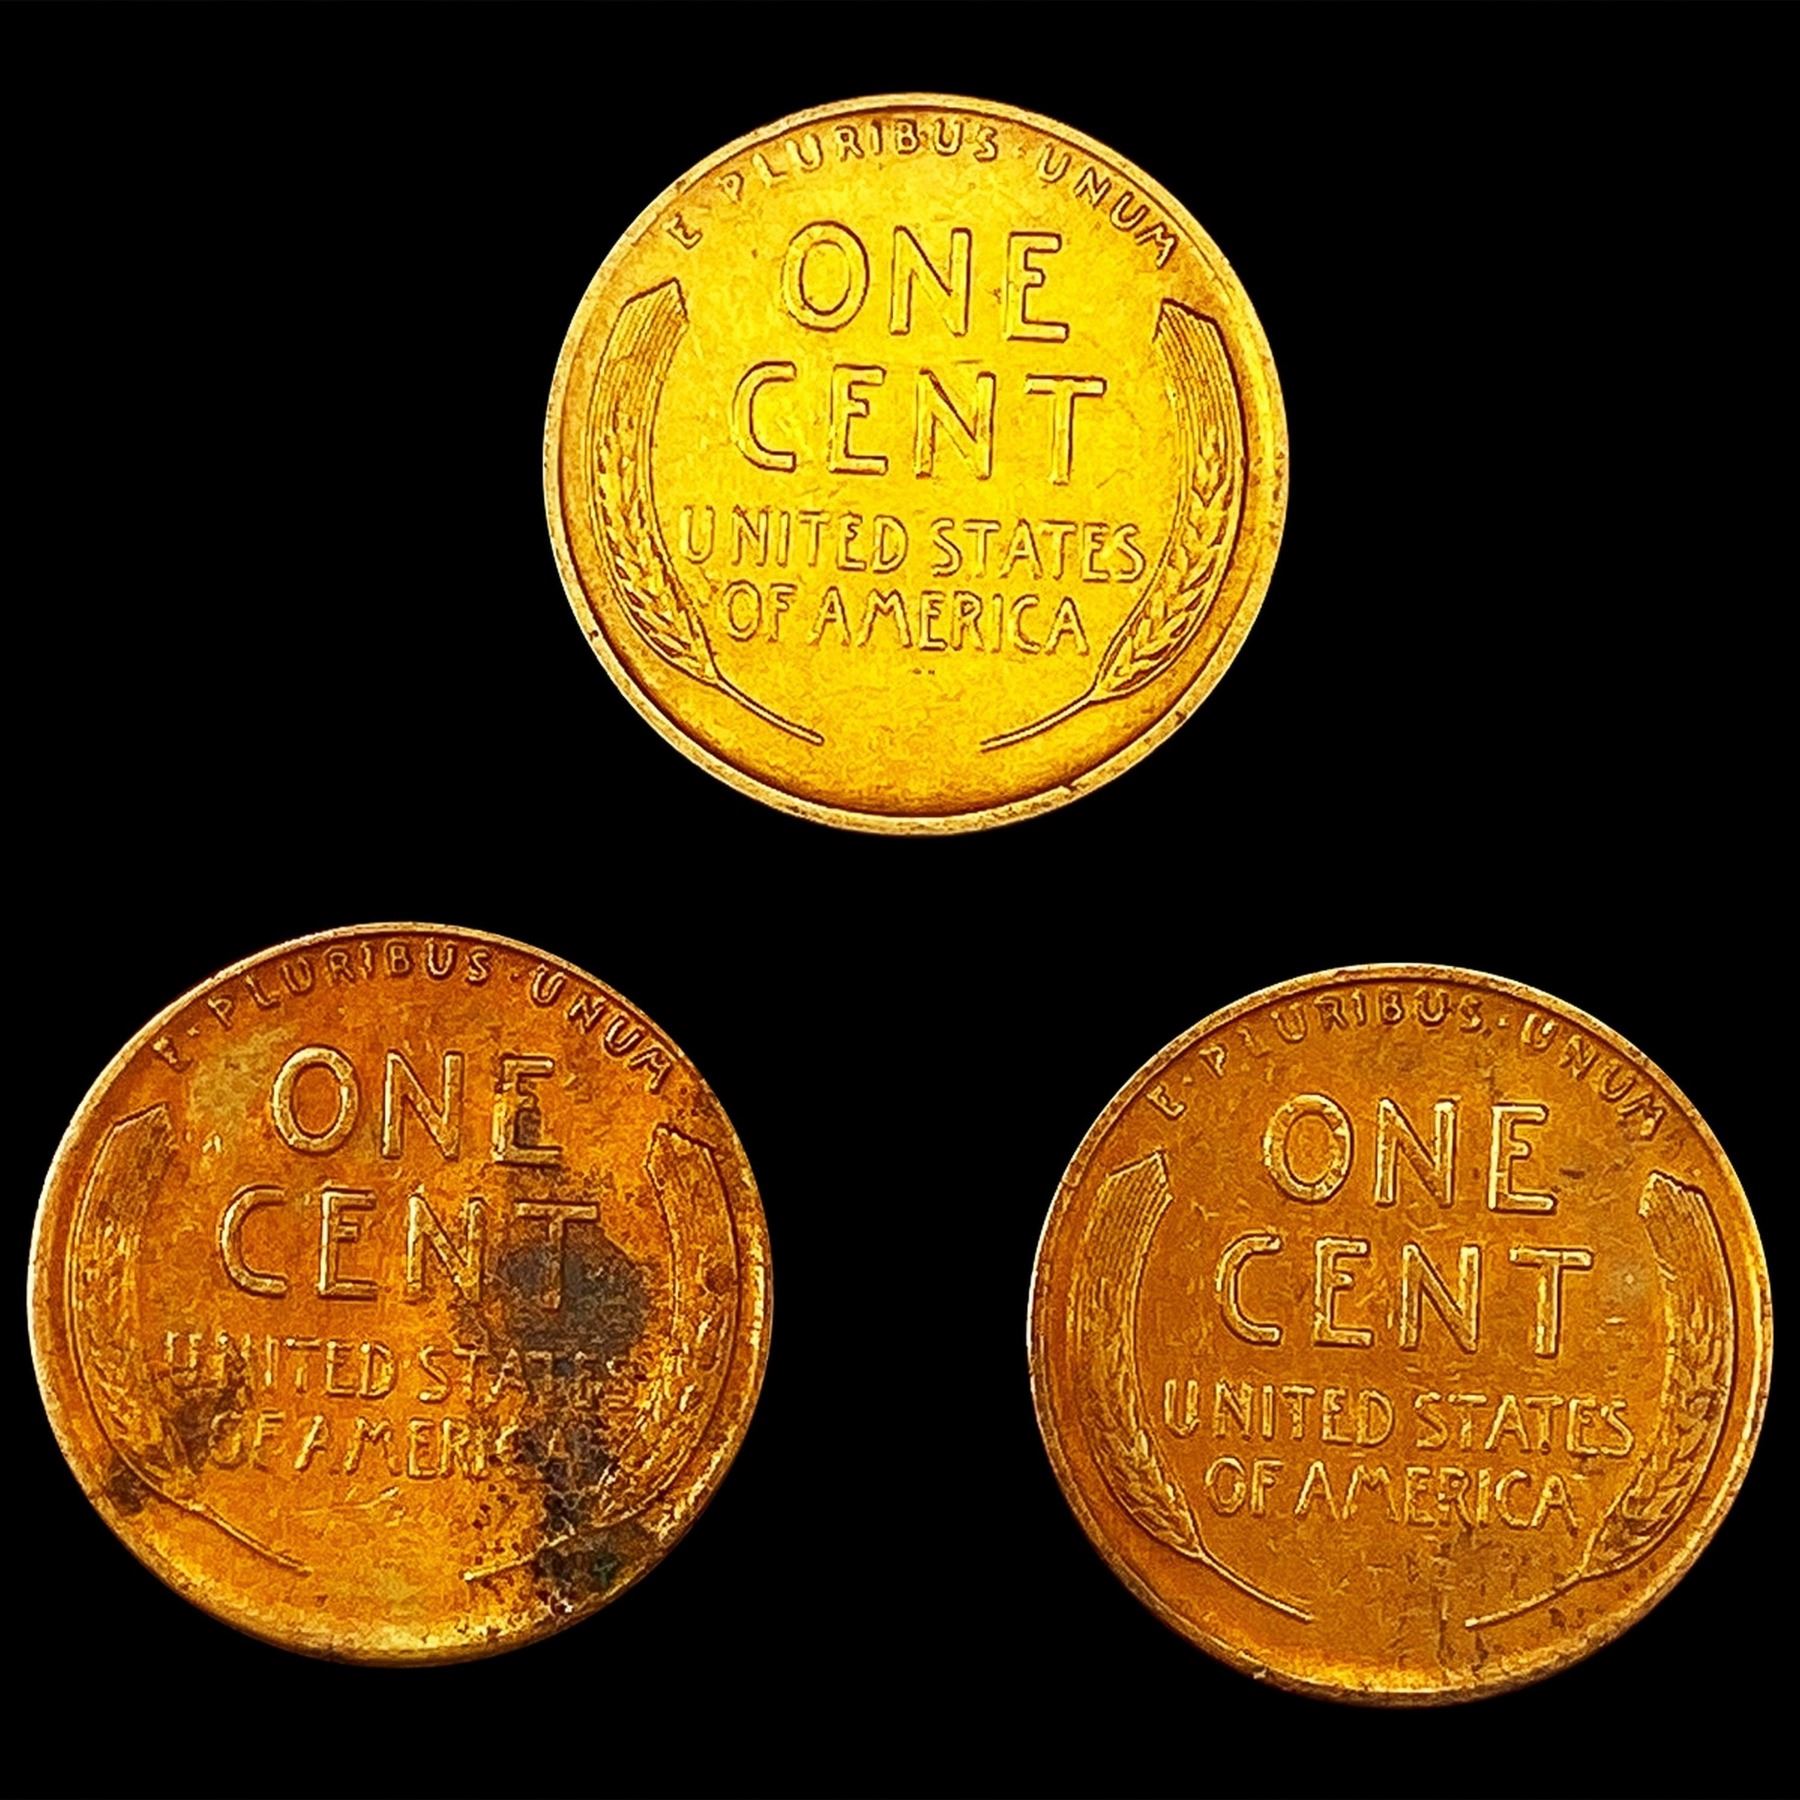 E·PLURIBUS·UNUM
ONE
CENT
UNITED STATES
OF AMERICA
E·PLURIBUS·UNUM
ONE
CENT
UNITED STATES
OF AMERICA
E·PLURIBUS·UNUM
ONE
CENT
UNITED STATES
OF AMERICA